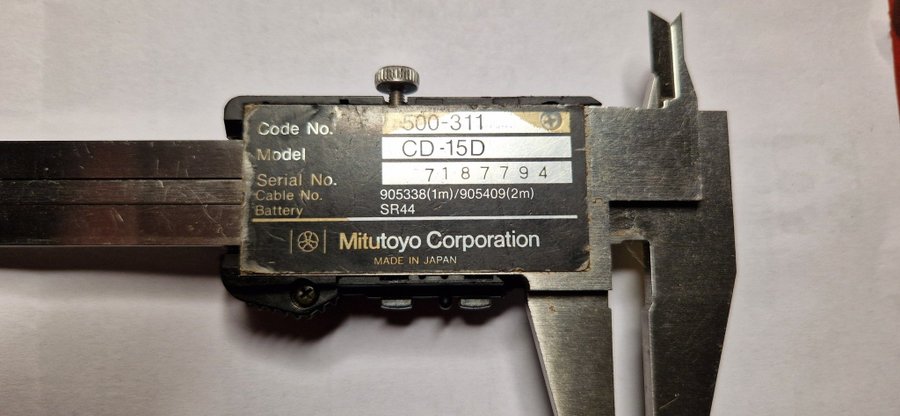 Code No. 500-311
Model CD-15D
Serial No. 7187794
Cable No. 905338(1m)/905409(2m)
Battery SR44
Mitutoyo Corporation
MADE IN JAPAN